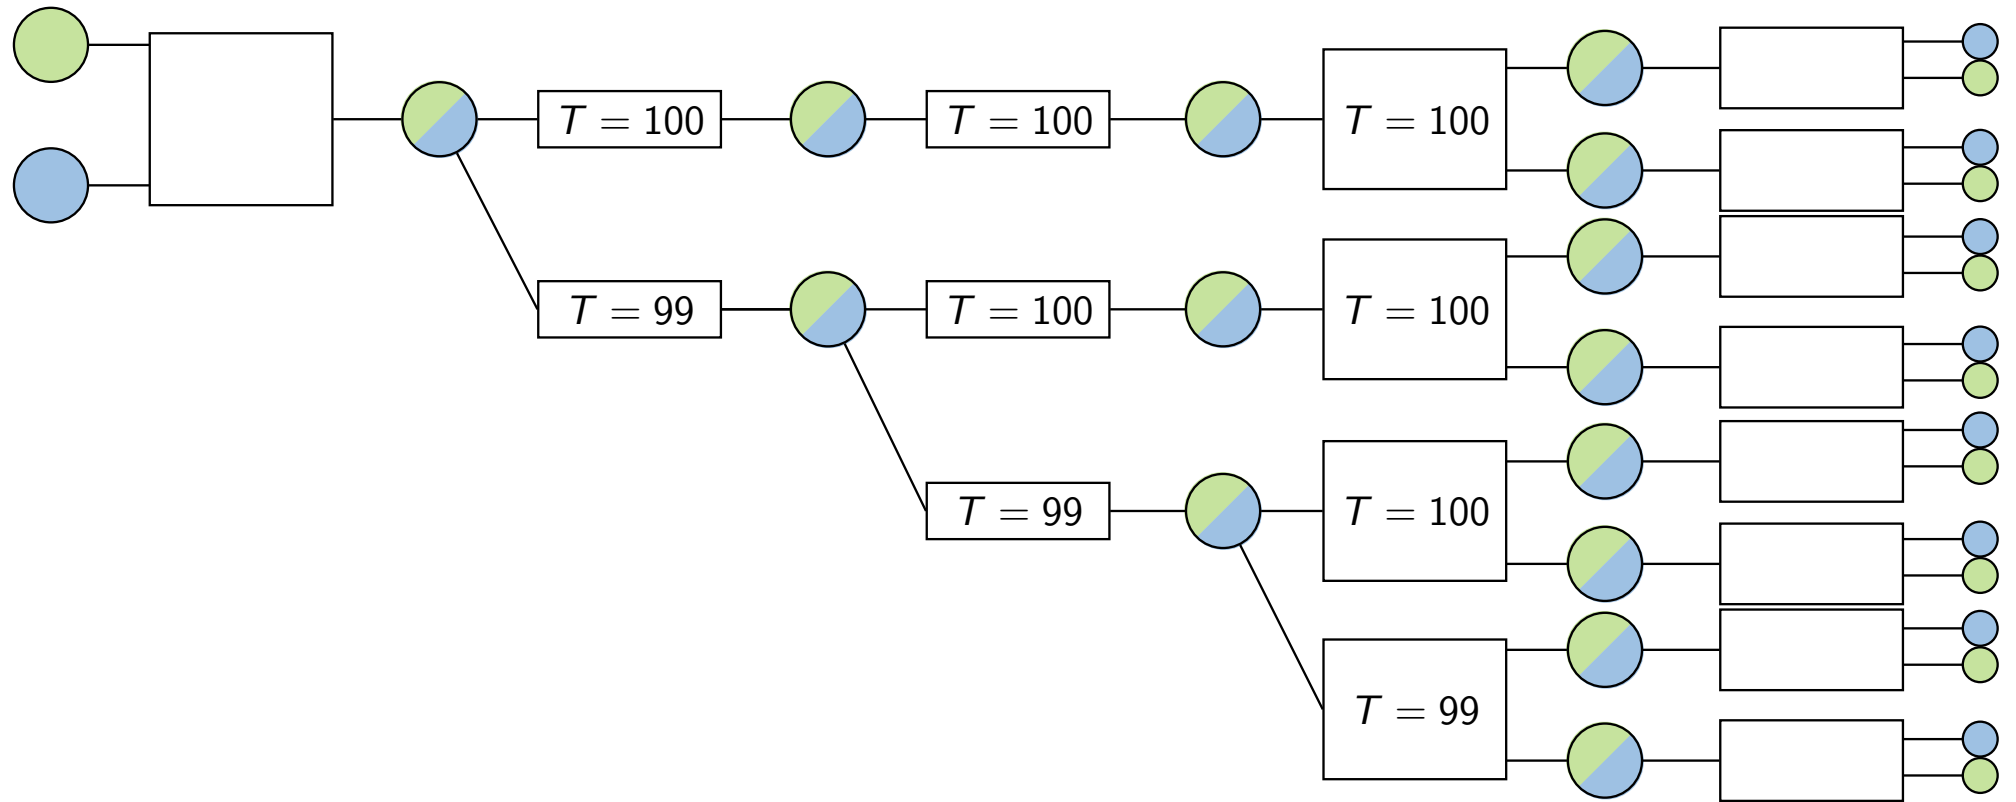 T = 100
T = 100
T = 100
T = 99
T = 100
T = 100
T = 99
T = 100
T = 99